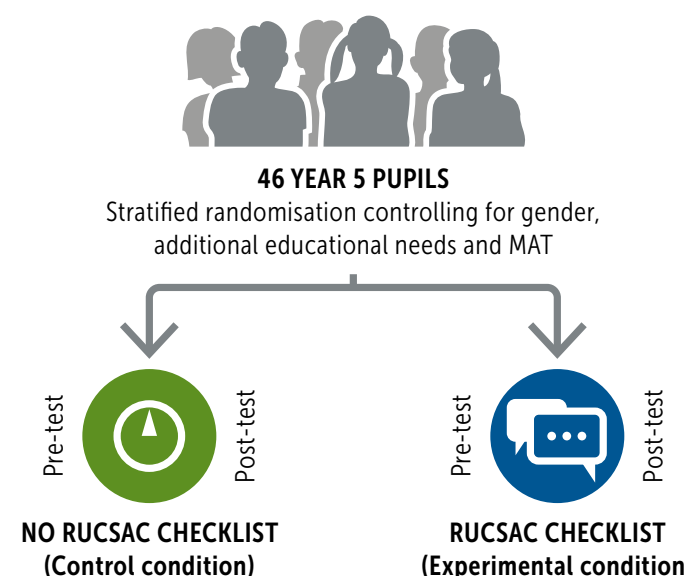 46 YEAR 5 PUPILS
Stratified randomisation controlling for gender,
additional educational needs and MAT
Pre-test
Post-test
Pre-test
Post-test
NO RUCSAC CHECKLIST
(Control condition)
RUCSAC CHECKLIST
(Experimental condition